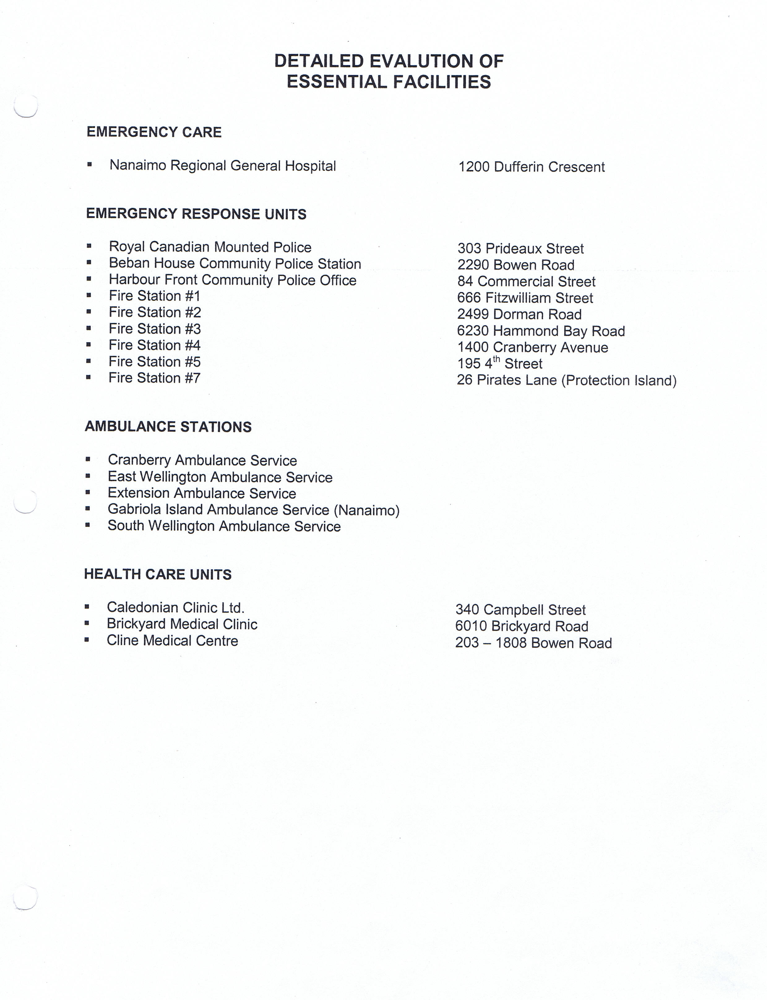 DETAILED EVALUTION OF
ESSENTIAL FACILITIES
EMERGENCY CARE
▪ Nanaimo Regional General Hospital 1200 Dufferin Crescent
EMERGENCY RESPONSE UNITS
▪ Royal Canadian Mounted Police 303 Prideaux Street
▪ Beban House Community Police Station 2290 Bowen Road
▪ Harbour Front Community Police Office 84 Commercial Street
▪ Fire Station #1 666 Fitzwilliam Street
▪ Fire Station #2 2499 Dorman Road
▪ Fire Station #3 6230 Hammond Bay Road
▪ Fire Station #4 1400 Cranberry Avenue
▪ Fire Station #5 195 4th Street
▪ Fire Station #7 26 Pirates Lane (Protection Island)
AMBULANCE STATIONS
▪ Cranberry Ambulance Service
▪ East Wellington Ambulance Service
▪ Extension Ambulance Service
▪ Gabriola Island Ambulance Service (Nanaimo)
▪ South Wellington Ambulance Service
HEALTH CARE UNITS
▪ Caledonian Clinic Ltd. 340 Campbell Street
▪ Brickyard Medical Clinic 6010 Brickyard Road
▪ Cline Medical Centre 203 – 1808 Bowen Road